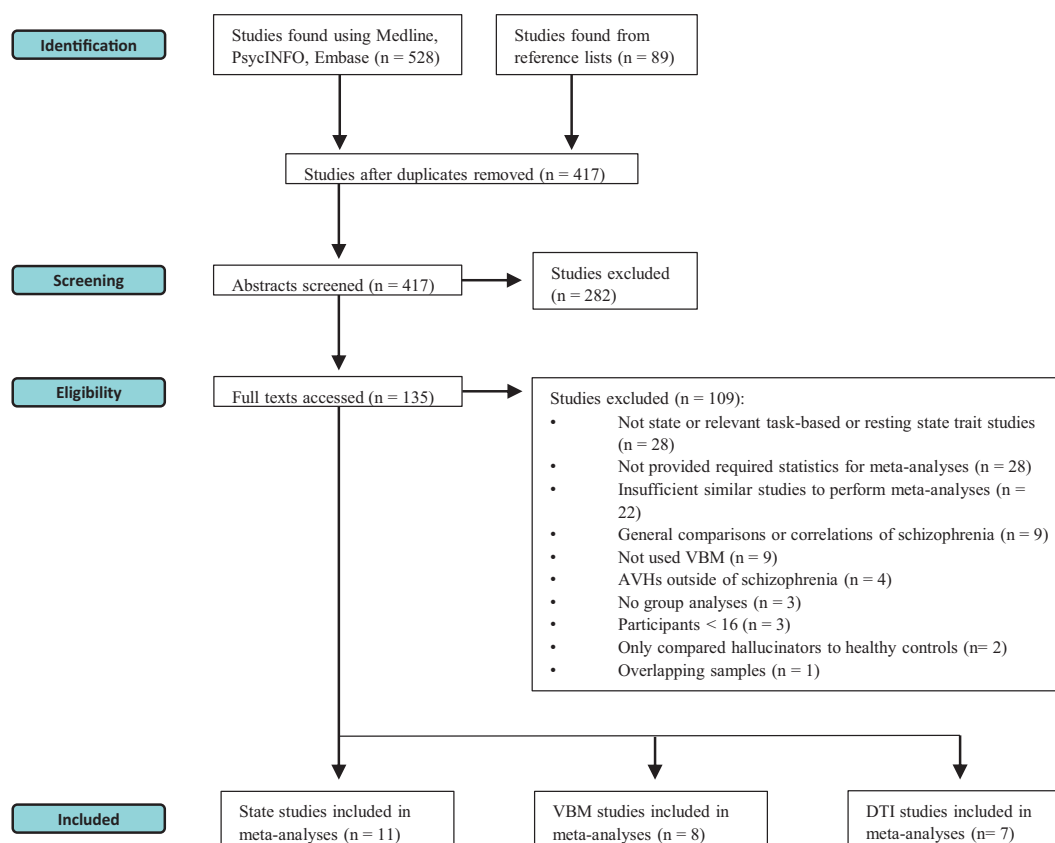 Identification
Studies found using Medline,
PsycINFO, Embase (n = 528)
Studies found from
reference lists (n = 89)
Studies after duplicates removed (n = 417)
Screening
Abstracts screened (n = 417)
Studies excluded
(n = 282)
Eligibility
Full texts accessed (n = 135)
Studies excluded (n = 109):
• Not state or relevant task-based or resting state trait studies
(n = 28)
• Not provided required statistics for meta-analyses (n = 28)
• Insufficient similar studies to perform meta-analyses (n =
22)
• General comparisons or correlations of schizophrenia (n = 9)
• Not used VBM (n = 9)
• AVHs outside of schizophrenia (n = 4)
• No group analyses (n = 3)
• Participants < 16 (n = 3)
• Only compared hallucinators to healthy controls (n= 2)
• Overlapping samples (n = 1)
Included
State studies included in
meta-analyses (n = 11)
VBM studies included in
meta-analyses (n = 8)
DTI studies included in
meta-analyses (n= 7)